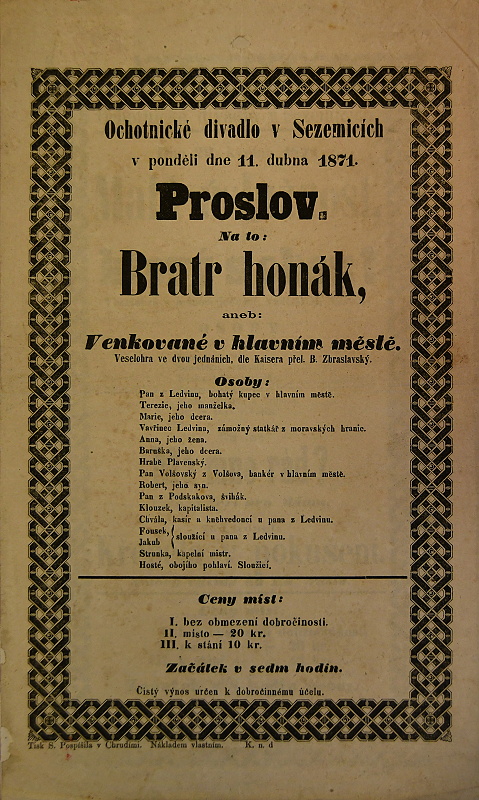 Ochotnické divadlo v Sezemicích
v pondělí dne 11. dubna 1871.
Proslov.
Na to:
Bratr honák,
aneb:
Venkované v hlavním městě.
Veselohra ve dvou jednáních, dle Kaisera přel. B. Zbraslavský.
Osoby:
Pan z Ledvinu, bohatý kupec v hlavním městě.
Terezie, jeho manželka.
Marie, jeho dcera.
Vavřinec Ledvina, zámožný statkář z moravských hranic.
Anna, jeho žena.
Baruška, jeho dcera.
Hrabě Plavenský.
Pan Volšovský z Volšova, bankéř v hlavním městě.
Robert, jeho syn.
Pan z Podskakova, švihák.
Klouzek, kapitalista.
Chvála, kasír a kněhvedoucí u pana z Ledvinu.
Fousek,
Jakub
sloužící u pana z Ledvinu.
Strunka, kapelní mistr.
Hosté, obojího pohlaví. Sloužící.
Ceny míst:
I. bez obmezení dobročinosti.
II. místo — 20 kr.
III. k stání 10 kr.
Začátek v sedm hodin.
Čistý výnos určen k dobročinnému účelu.
Tisk S. Pospíšila v Chrudimi. Nákladem vlastním. K. n. d